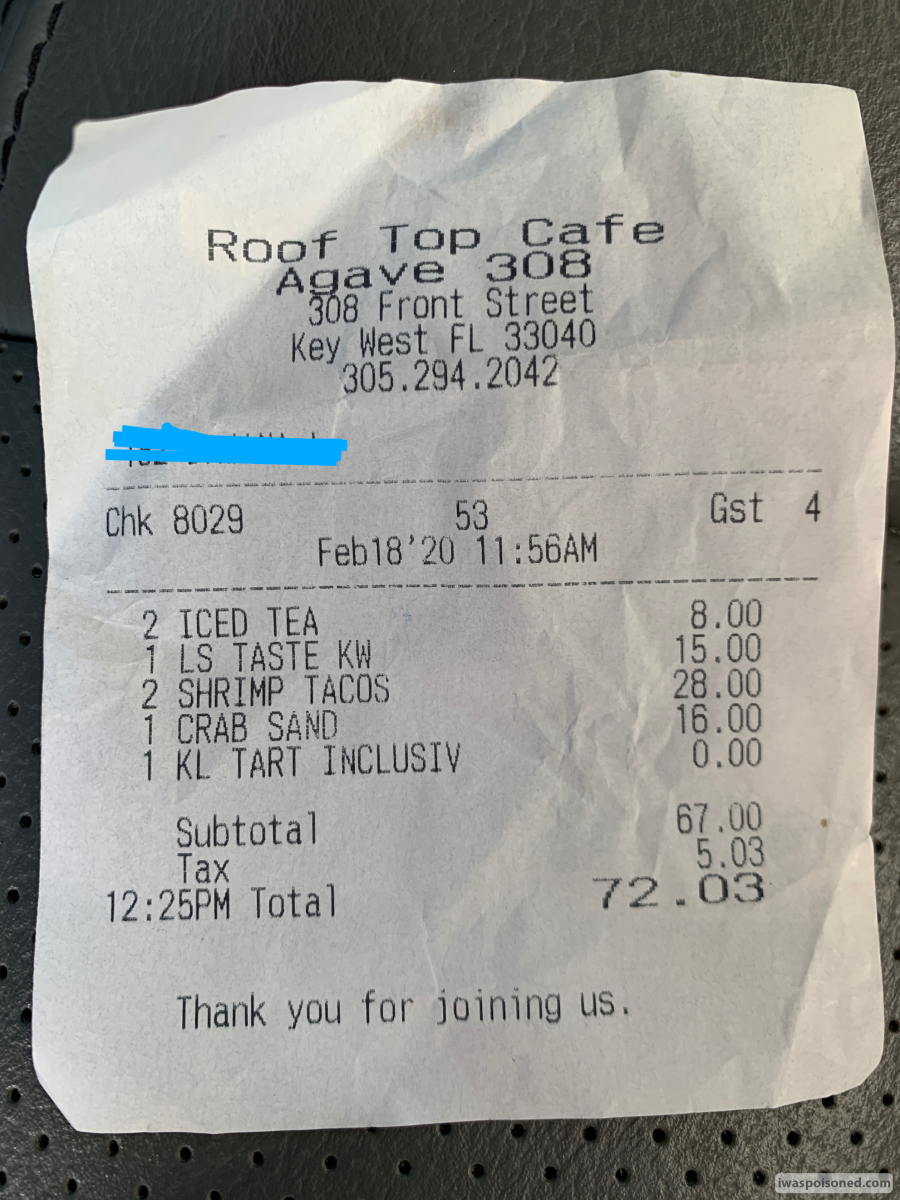 Roof Top Cafe
Agave 308
308 Front Street
Key West FL 33040
305.294.2042
Chk 8029 53 Gst 4
Feb18'20 11:56AM
2 ICED TEA 8.00
1 LS TASTE KW 15.00
2 SHRIMP TACOS 28.00
1 CRAB SAND 16.00
1 KL TART INCLUSIV 0.00
Subtotal 67.00
Tax 5.03
12:25PM Total 72.03
Thank you for joining us.
iwaspoisoned.com